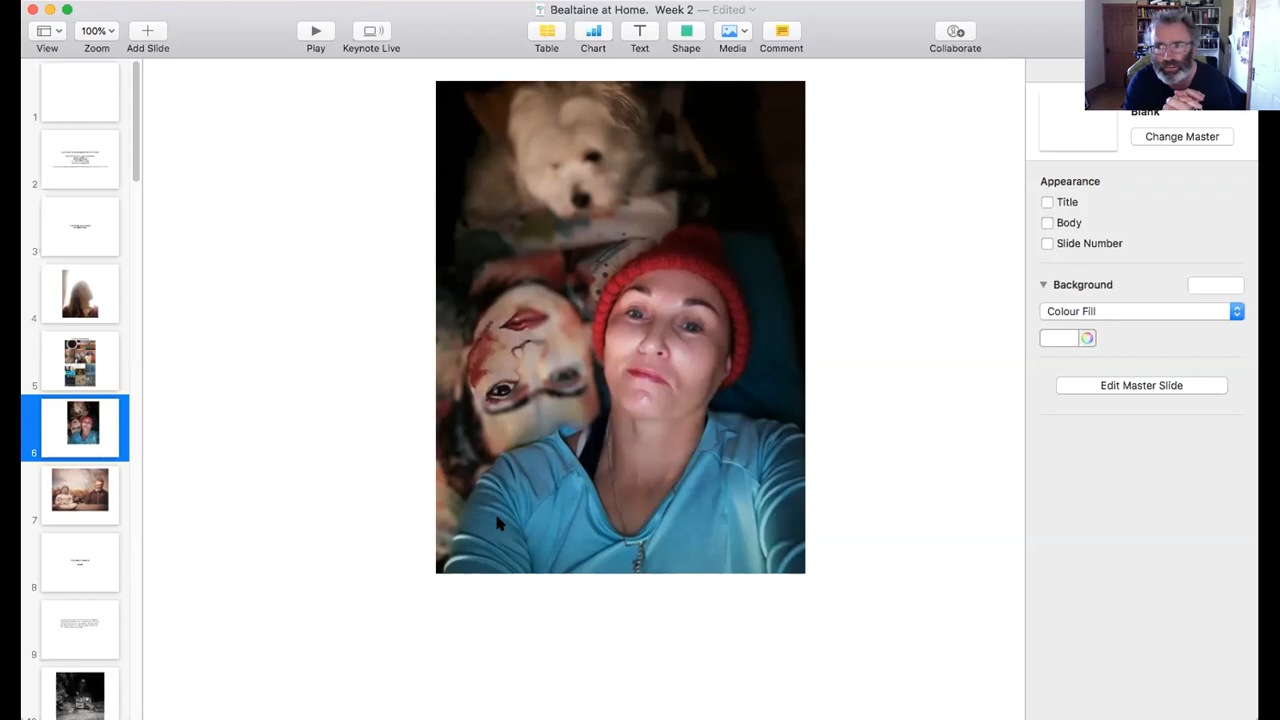 Bealtaine at Home. Week 2 — Edited
100%
View
Zoom
Add Slide
Play
Keynote Live
Table
Chart
Text
Shape
Media
Comment
Collaborate
Blank
Change Master
Appearance
Title
Body
Slide Number
Background
Colour Fill
Edit Master Slide
1
2
3
4
5
6
7
8
9